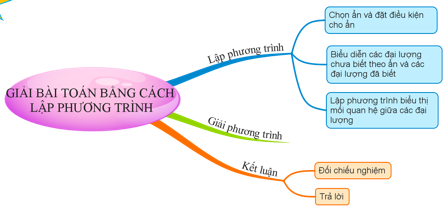 GIẢI BÀI TOÁN BẰNG CÁCH
LẬP PHƯƠNG TRÌNH
Lập phương trình
Chọn ẩn và đặt điều kiện
cho ẩn
Biểu diễn các đại lượng
chưa biết theo ẩn và các
đại lượng đã biết
Lập phương trình biểu thị
mối quan hệ giữa các đại
lượng
Giải phương trình
Kết luận
Đối chiếu nghiệm
Trả lời